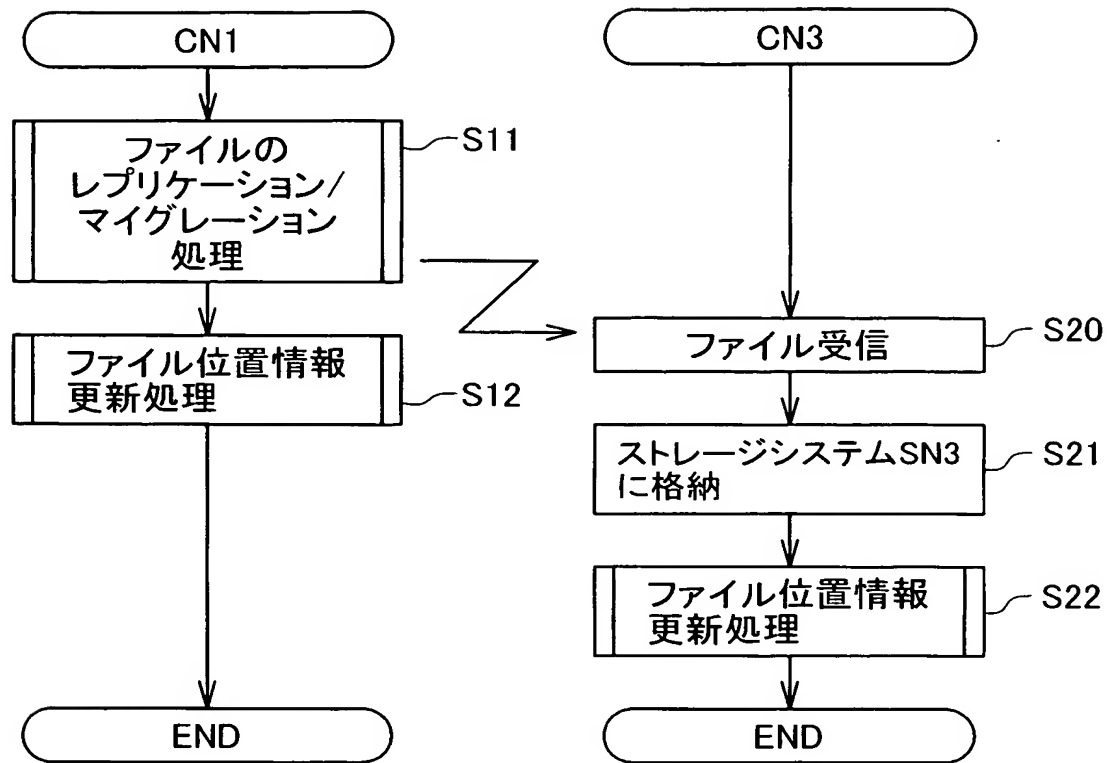 CN1
ファイルの
レプリケーション/
マイグレーション
処理
S11
ファイル位置情報
更新処理
S12
END
CN3
ファイル受信
S20
ストレージシステムSN3
に格納
S21
ファイル位置情報
更新処理
S22
END